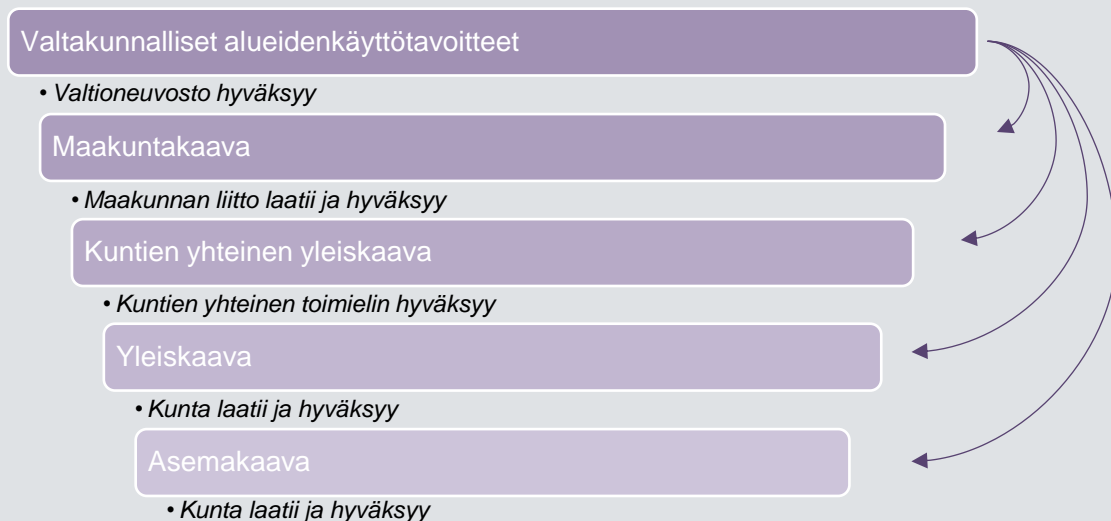 Valtakunnalliset alueidenkäyttötavoitteet
• Valtioneuvosto hyväksyy
Maakuntakaava
• Maakunnan liitto laatii ja hyväksyy
Kuntien yhteinen yleiskaava
• Kuntien yhteinen toimielin hyväksyy
Yleiskaava
• Kunta laatii ja hyväksyy
Asemakaava
• Kunta laatii ja hyväksyy